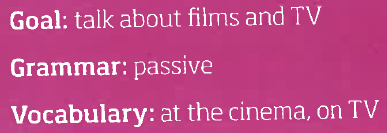 Goal: talk about films and TV
Grammar: passive
Vocabulary: at the cinema, on TV